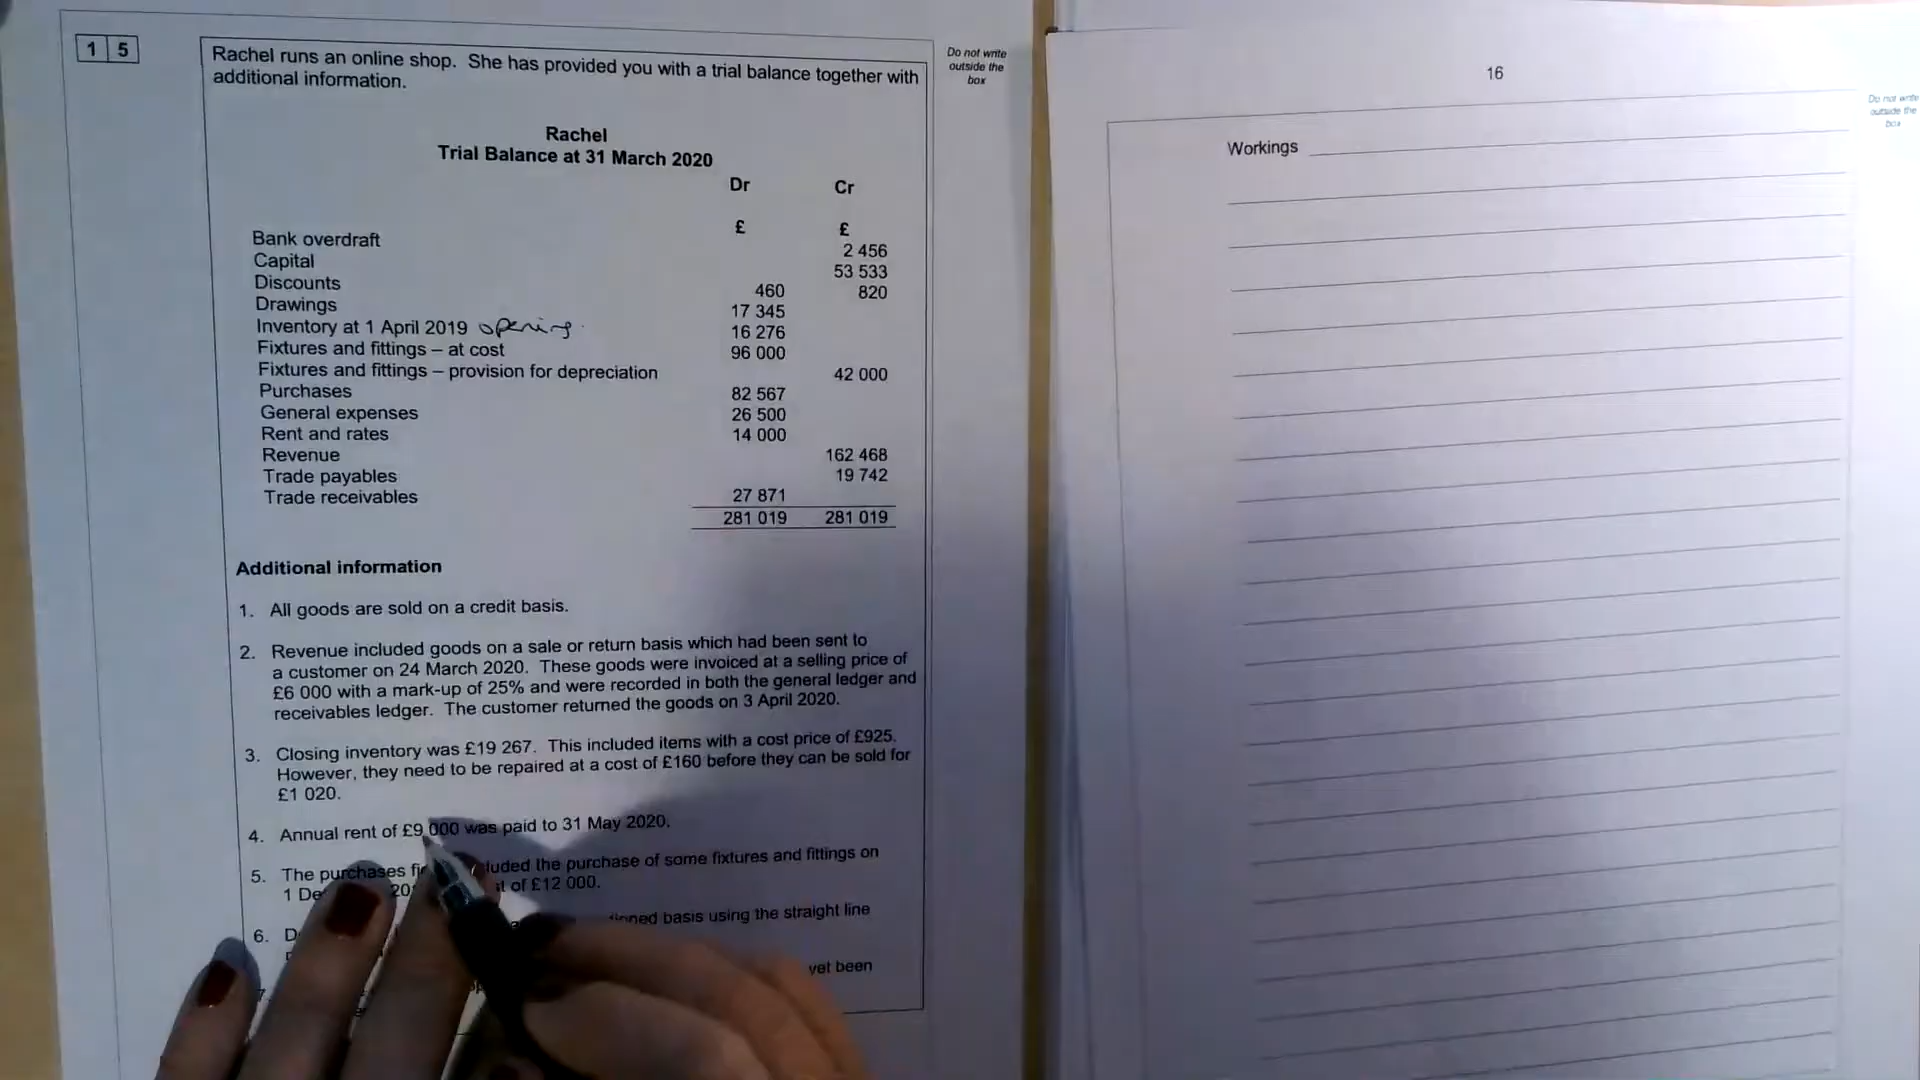 1 5
Rachel runs an online shop. She has provided you with a trial balance together with
additional information.
Do not write
outside the
box
Rachel
Trial Balance at 31 March 2020
Dr Cr
£ £
Bank overdraft 2 456
Capital 53 533
Discounts 460 820
Drawings 17 345
Inventory at 1 April 2019 opening 16 276
Fixtures and fittings – at cost 96 000
Fixtures and fittings – provision for depreciation 42 000
Purchases 82 567
General expenses 26 500
Rent and rates 14 000
Revenue 162 468
Trade payables 19 742
Trade receivables 27 871
281 019 281 019
Additional information
1. All goods are sold on a credit basis.
2. Revenue included goods on a sale or return basis which had been sent to
a customer on 24 March 2020. These goods were invoiced at a selling price of
£6 000 with a mark-up of 25% and were recorded in both the general ledger and
receivables ledger. The customer returned the goods on 3 April 2020.
3. Closing inventory was £19 267. This included items with a cost price of £925.
However, they need to be repaired at a cost of £160 before they can be sold for
£1 020.
4. Annual rent of £9 000 was paid to 31 May 2020.
5. The purchases the purchase of some fixtures and fittings on
1 of £12 000.
6. basis using the straight line
7. yet been
16
Do not write
outside the
box
Workings